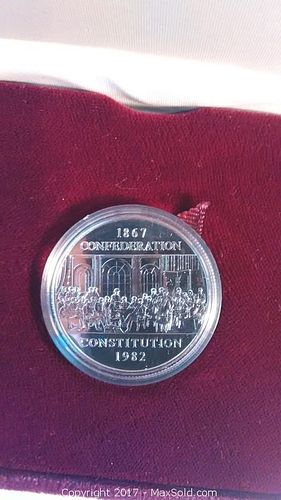 1867
CONFEDERATION
CONSTITUTION
1982
Copyright 2017 - MaxSold.com